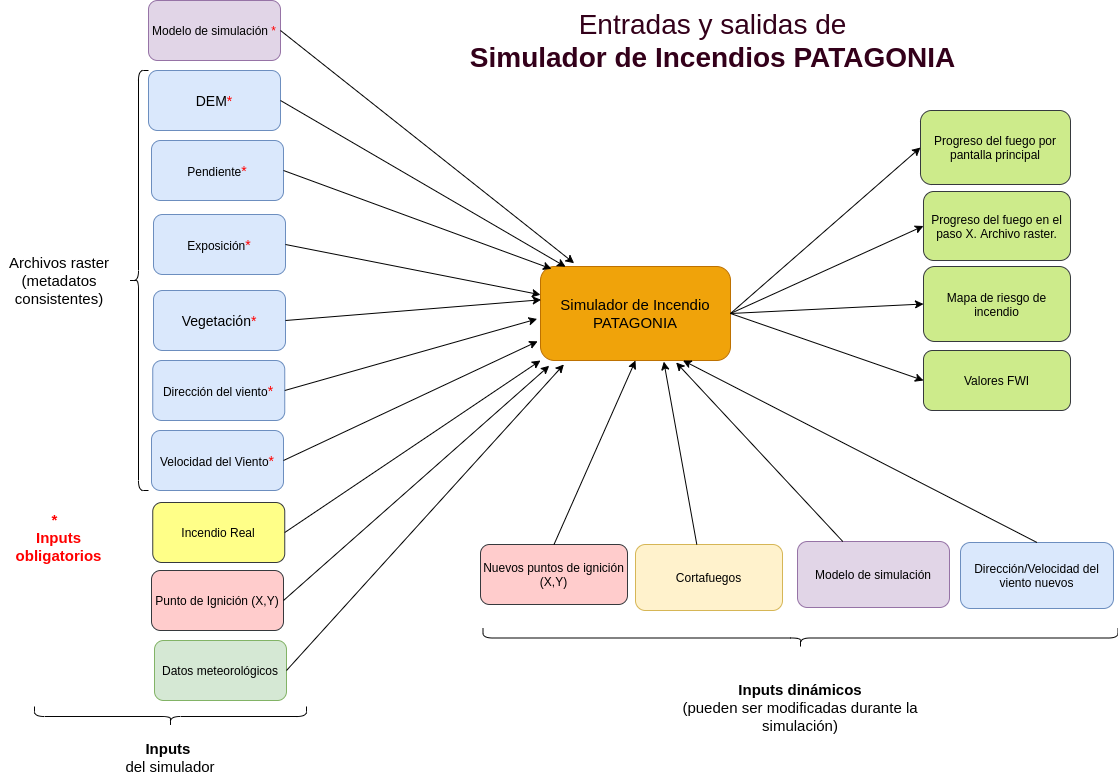 Entradas y salidas de
Simulador de Incendios PATAGONIA
Modelo de simulación *
DEM*
Pendiente*
Exposición*
Vegetación*
Dirección del viento*
Velocidad del Viento*
Archivos raster
(metadatos
consistentes)
*
Inputs
obligatorios
Incendio Real
Punto de Ignición (X,Y)
Datos meteorológicos
Inputs
del simulador
Simulador de Incendio
PATAGONIA
Progreso del fuego por
pantalla principal
Progreso del fuego en el
paso X. Archivo raster.
Mapa de riesgo de
incendio
Valores FWI
Nuevos puntos de ignición
(X,Y)
Cortafuegos
Modelo de simulación
Dirección/Velocidad del
viento nuevos
Inputs dinámicos
(pueden ser modificadas durante la
simulación)